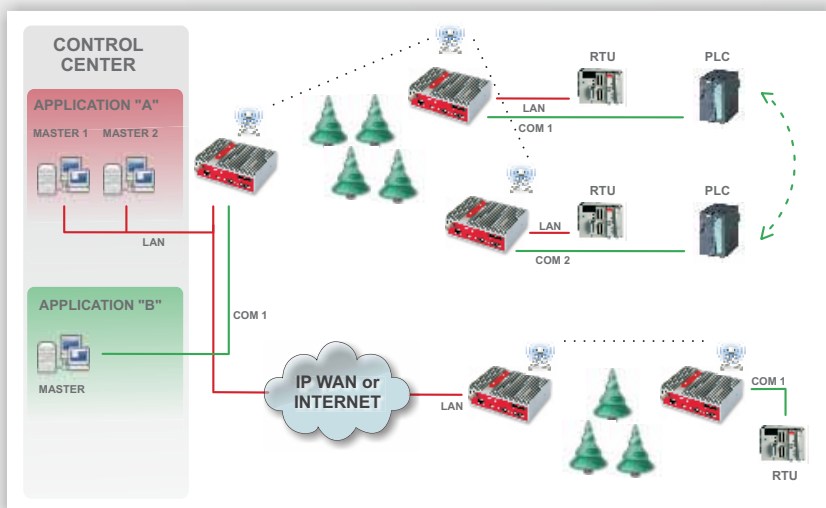 CONTROL
CENTER
APPLICATION "A"
MASTER 1 MASTER 2
LAN
APPLICATION "B"
MASTER
COM 1
RTU PLC
LAN
COM 1
RTU PLC
LAN
COM 2
IP WAN or
INTERNET
LAN
COM 1
RTU